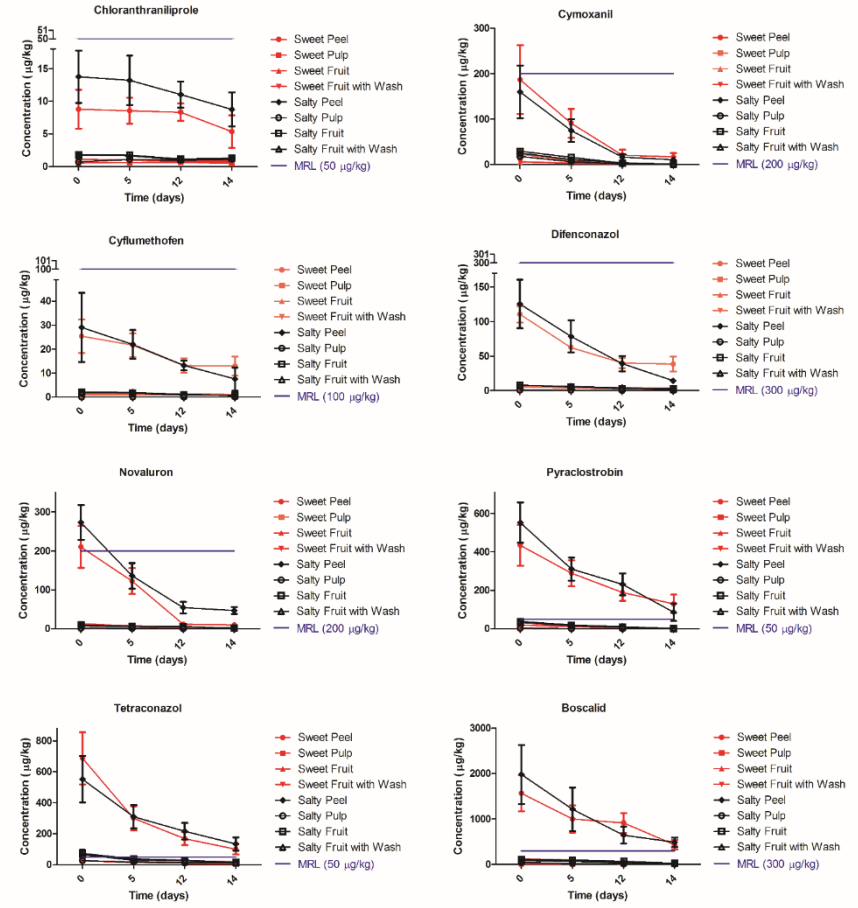 Chloranthraniliprole
Concentration (µg/kg)
51
50
15
10
5
0
0
5
12
14
Time (days)
Sweet Peel
Sweet Pulp
Sweet Fruit
Sweet Fruit with Wash
Salty Peel
Salty Pulp
Salty Fruit
Salty Fruit with Wash
MRL (50 µg/kg)
Cymoxanil
Concentration (µg/kg)
300
200
100
0
0
5
12
14
Time (days)
Sweet Peel
Sweet Pulp
Sweet Fruit
Sweet Fruit with Wash
Salty Peel
Salty Pulp
Salty Fruit
Salty Fruit with Wash
MRL (200 µg/kg)
Cyflumethofen
Concentration (µg/kg)
101
100
40
30
20
10
0
0
5
12
14
Time (days)
Sweet Peel
Sweet Pulp
Sweet Fruit
Sweet Fruit with Wash
Salty Peel
Salty Pulp
Salty Fruit
Salty Fruit with Wash
MRL (100 µg/kg)
Difenconazol
Concentration (µg/kg)
301
300
150
100
50
0
0
5
12
14
Time (days)
Sweet Peel
Sweet Pulp
Sweet Fruit
Sweet Fruit with Wash
Salty Peel
Salty Pulp
Salty Fruit
Salty Fruit with Wash
MRL (300 µg/kg)
Novaluron
Concentration (µg/kg)
300
200
100
0
0
5
12
14
Time (days)
Sweet Peel
Sweet Pulp
Sweet Fruit
Sweet Fruit with Wash
Salty Peel
Salty Pulp
Salty Fruit
Salty Fruit with Wash
MRL (200 µg/kg)
Pyraclostrobin
Concentration (µg/kg)
600
400
200
0
0
5
12
14
Time (days)
Sweet Peel
Sweet Pulp
Sweet Fruit
Sweet Fruit with Wash
Salty Peel
Salty Pulp
Salty Fruit
Salty Fruit with Wash
MRL (50 µg/kg)
Tetraconazol
Concentration (µg/kg)
800
600
400
200
0
0
5
12
14
Time (days)
Sweet Peel
Sweet Pulp
Sweet Fruit
Sweet Fruit with Wash
Salty Peel
Salty Pulp
Salty Fruit
Salty Fruit with Wash
MRL (50 µg/kg)
Boscalid
Concentration (µg/kg)
3000
2000
1000
0
0
5
12
14
Time (days)
Sweet Peel
Sweet Pulp
Sweet Fruit
Sweet Fruit with Wash
Salty Peel
Salty Pulp
Salty Fruit
Salty Fruit with Wash
MRL (300 µg/kg)